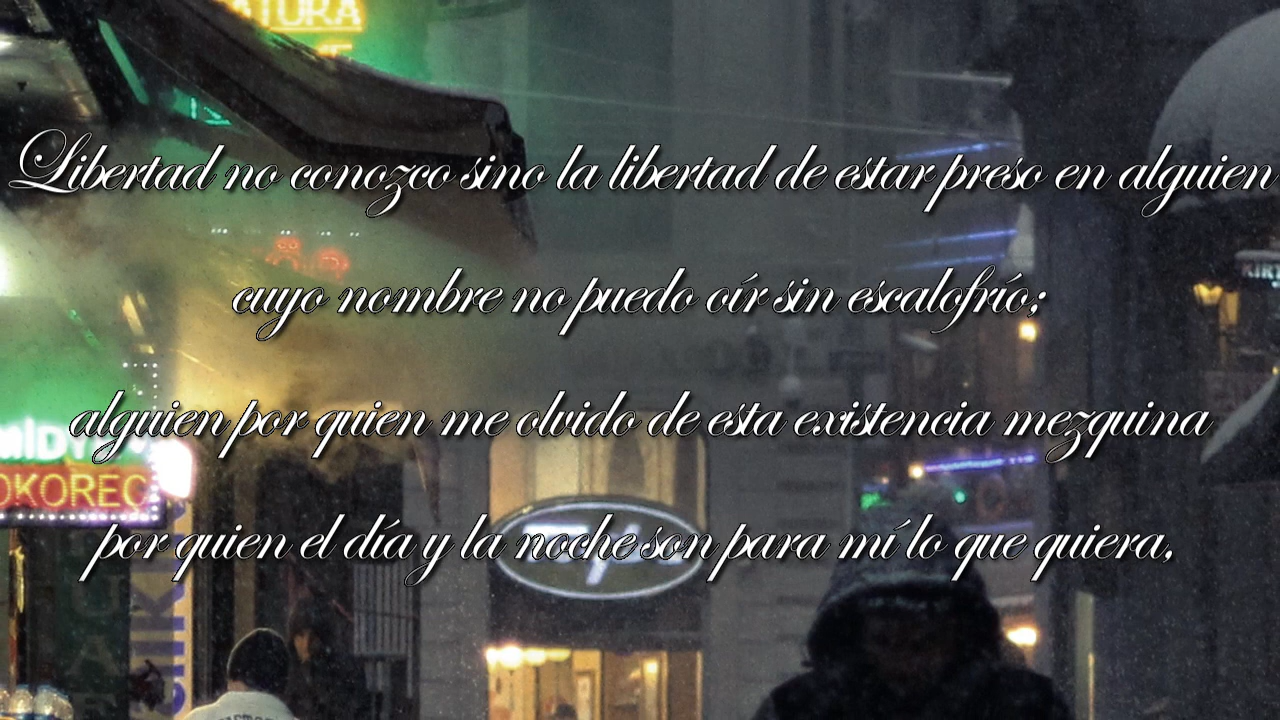 ATURA
Libertad no conozco sino la libertad de estar preso en alguien
cuyo nombre no puedo oír sin escalofrío;
alguien por quien me olvido de esta existencia mezquina
OKOREÇ
por quien el día y la noche son para mí lo que quiera,